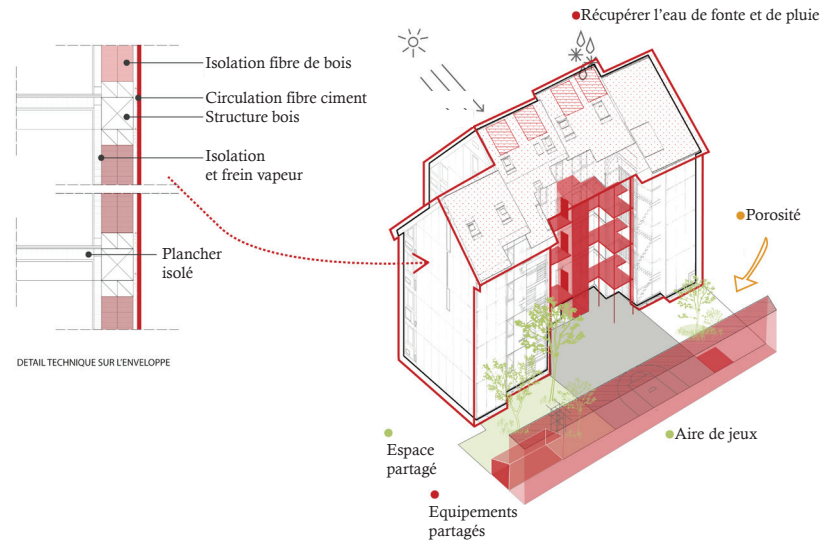 Récupérer l'eau de fonte et de pluie
Isolation fibre de bois
Circulation fibre ciment
Structure bois
Isolation
et frein vapeur
Plancher
isolé
DETAIL TECHNIQUE SUR L'ENVELOPPE
Porosité
Aire de jeux
Espace
partagé
Equipements
partagés